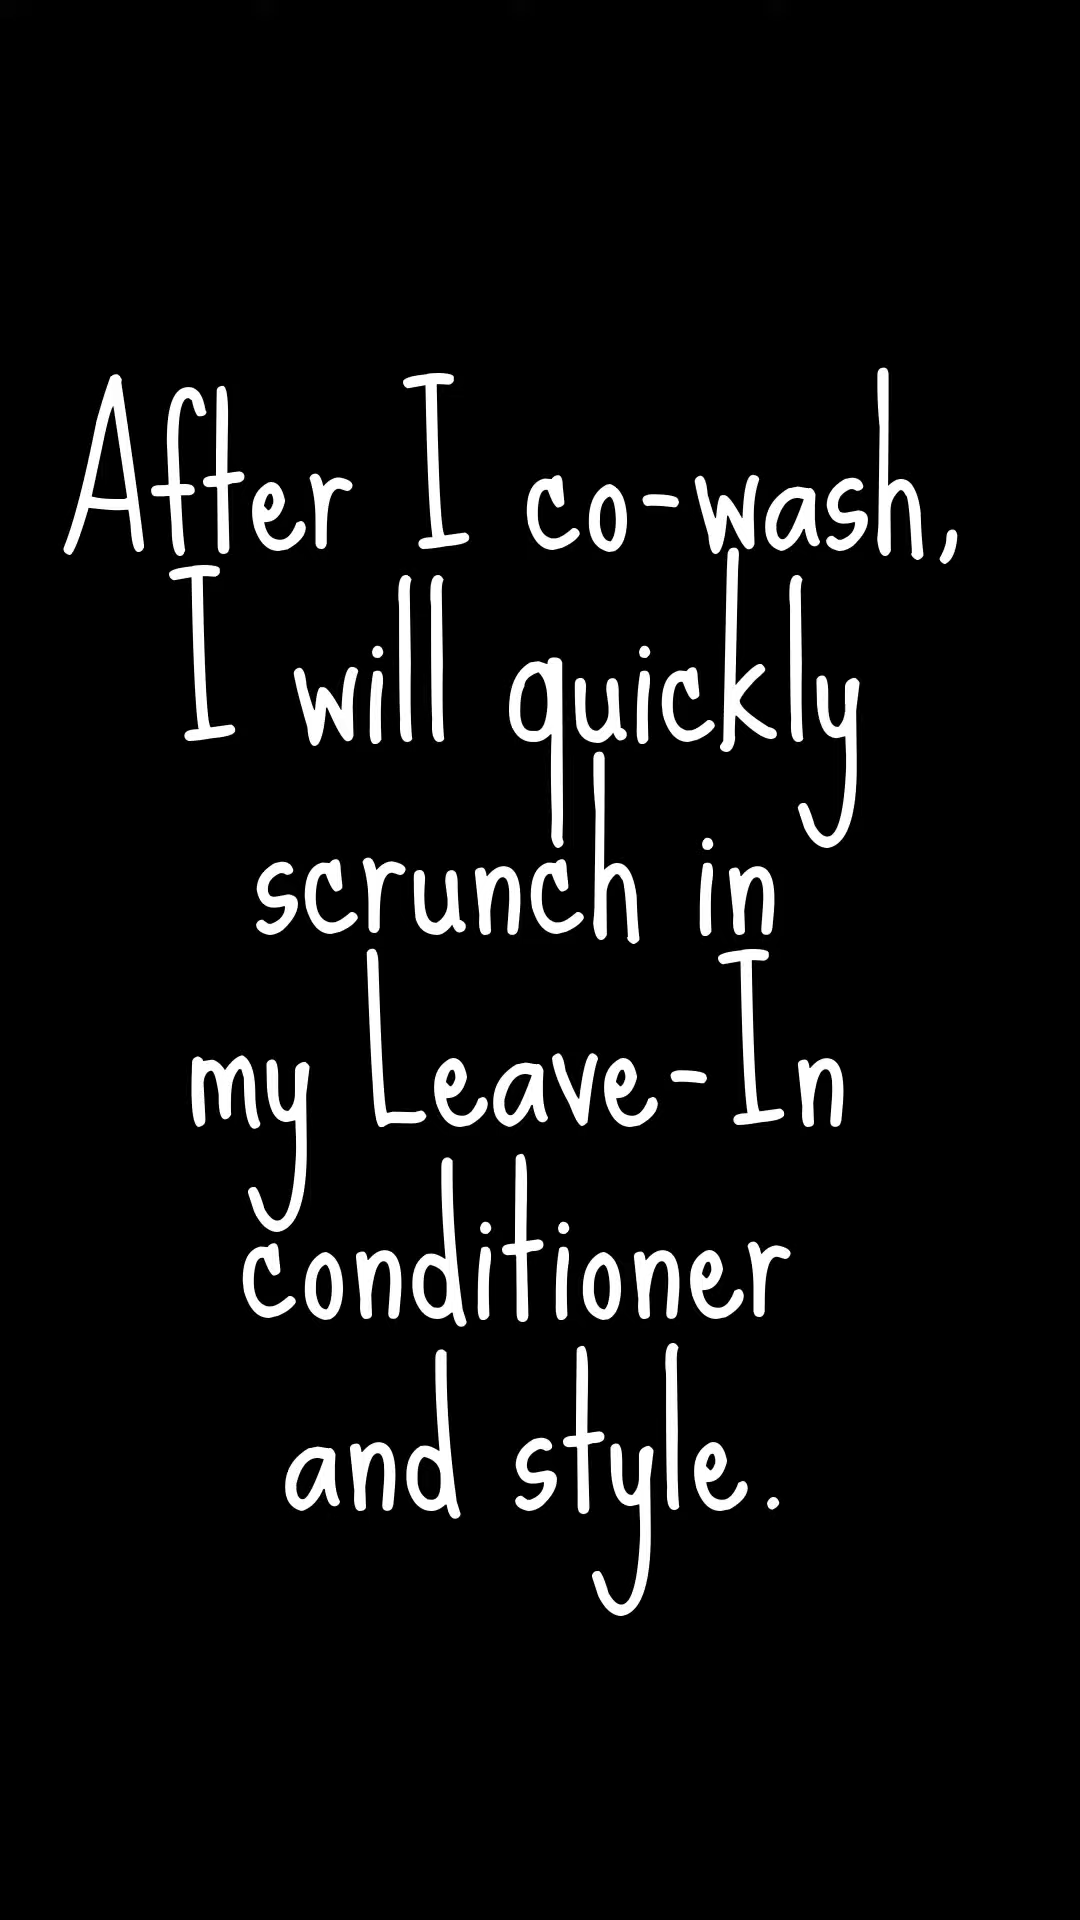 After I co-wash,
I will quickly
scrunch in
my Leave-In
conditioner
and style.